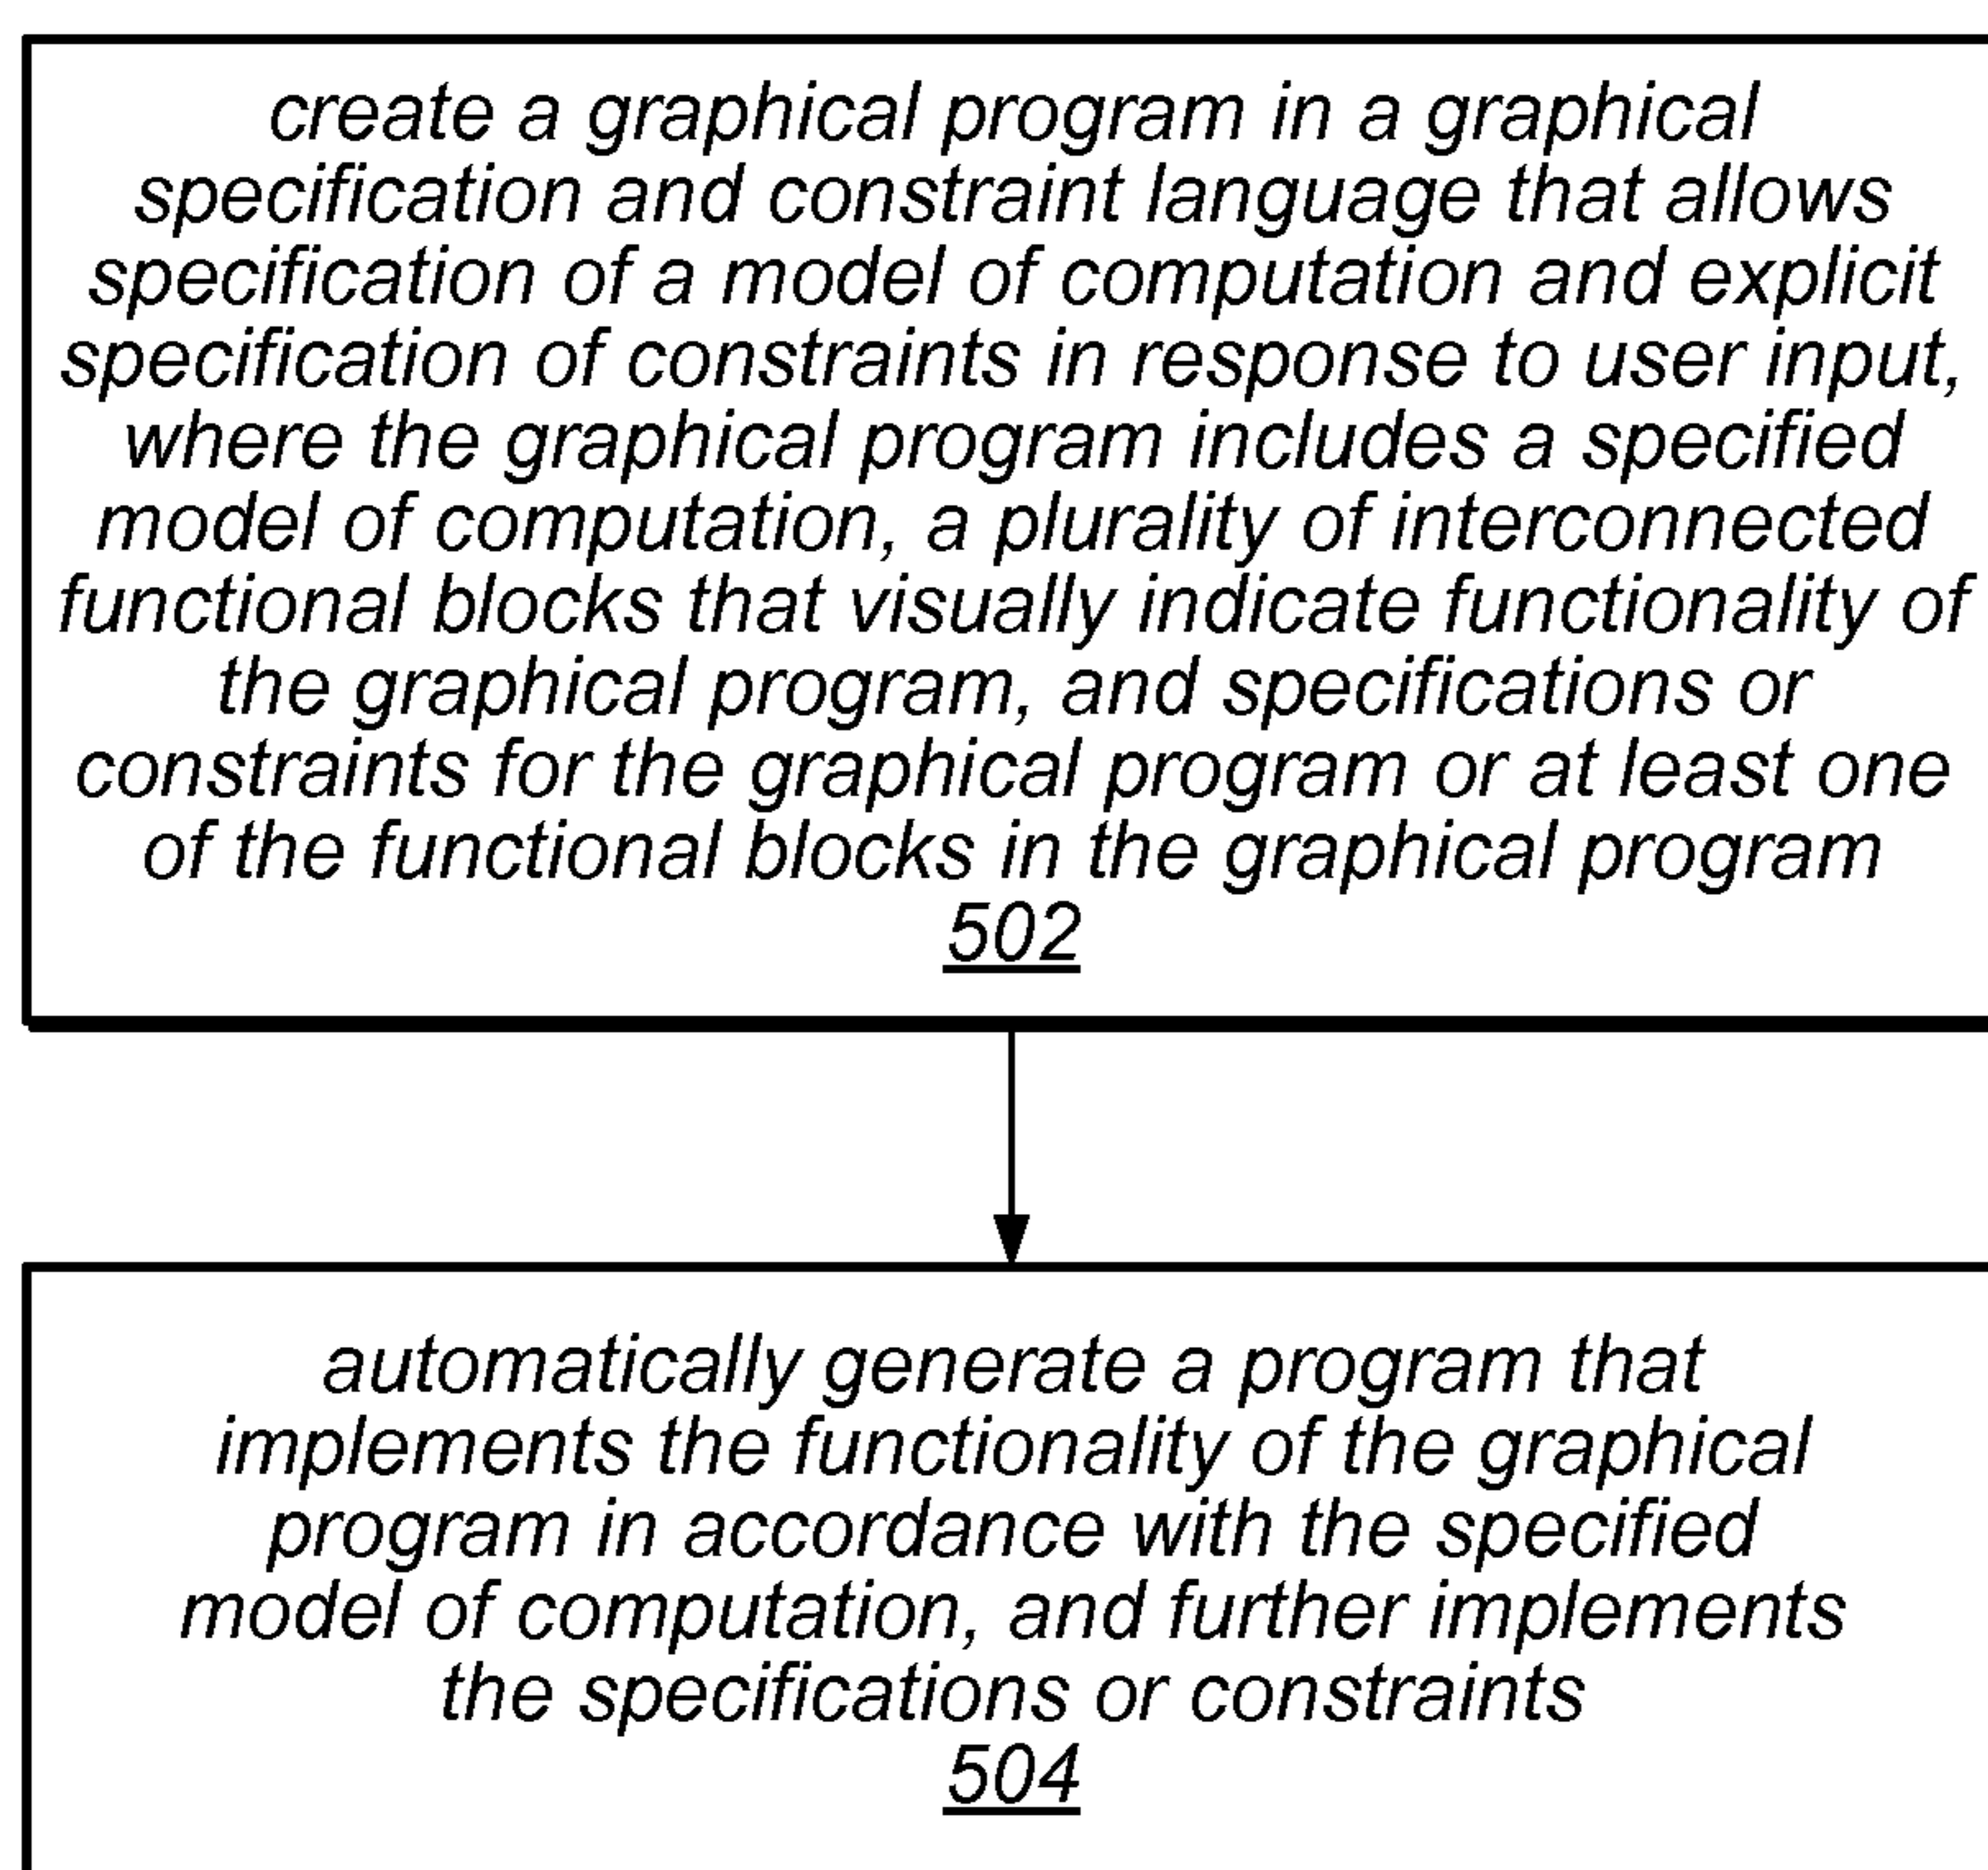 create a graphical program in a graphical
specification and constraint language that allows
specification of a model of computation and explicit
specification of constraints in response to user input,
where the graphical program includes a specified
model of computation, a plurality of interconnected
functional blocks that visually indicate functionality of
the graphical program, and specifications or
constraints for the graphical program or at least one
of the functional blocks in the graphical program
502
automatically generate a program that
implements the functionality of the graphical
program in accordance with the specified
model of computation, and further implements
the specifications or constraints
504